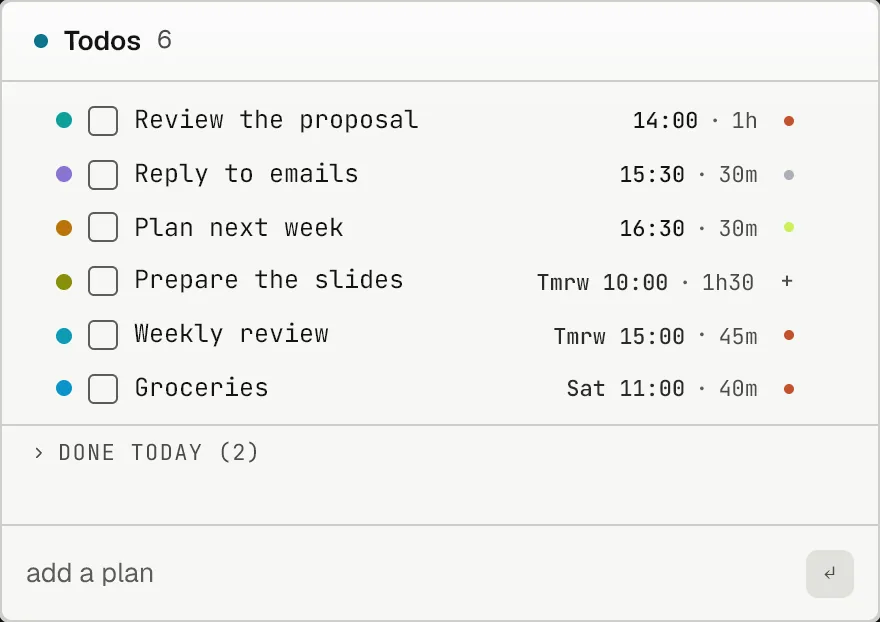 Todos 6
Review the proposal 14:00 · 1h
Reply to emails 15:30 · 30m
Plan next week 16:30 · 30m
Prepare the slides Tmrw 10:00 · 1h30 +
Weekly review Tmrw 15:00 · 45m
Groceries Sat 11:00 · 40m
› DONE TODAY (2)
add a plan ↵